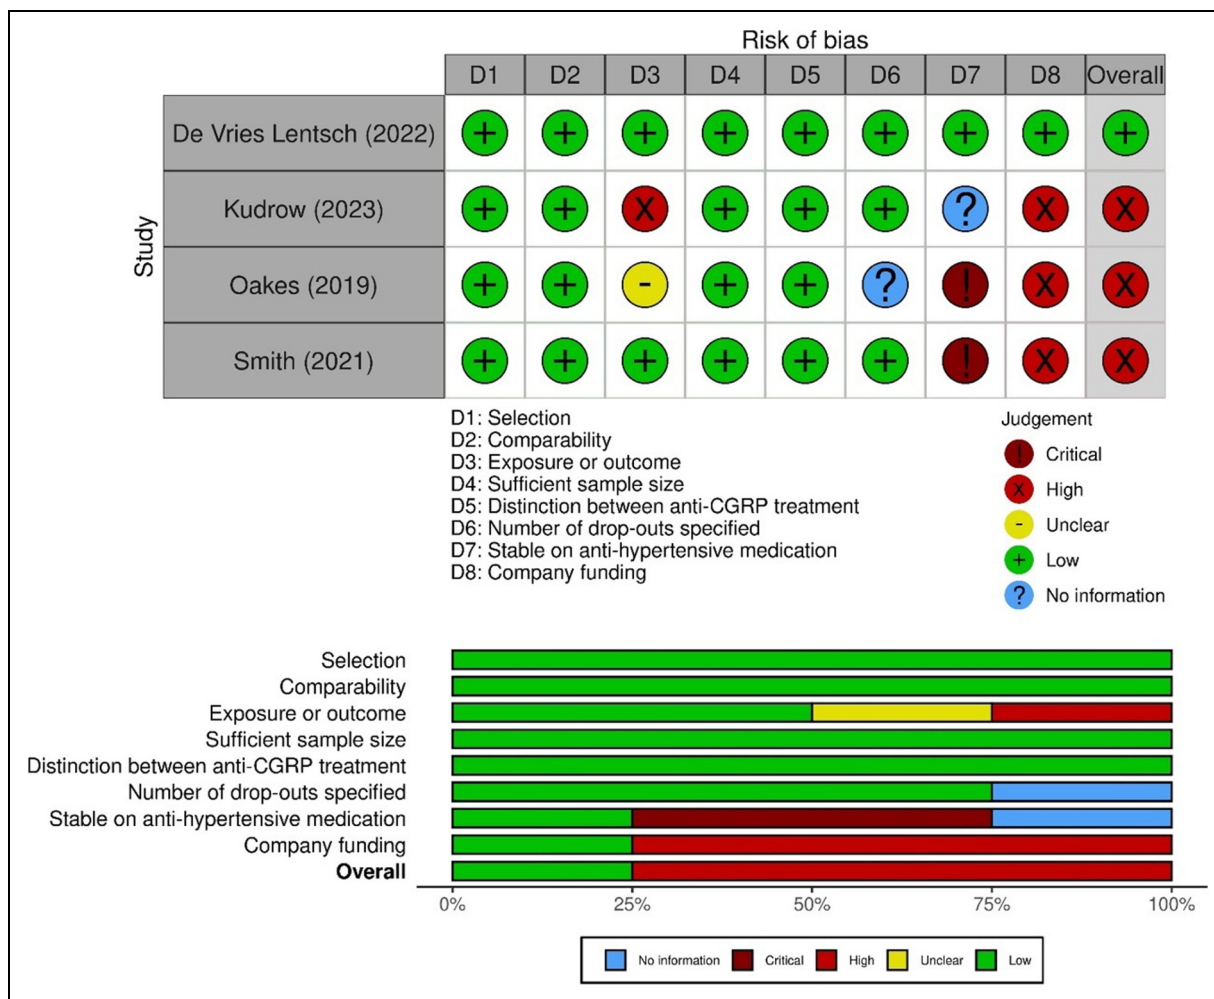 Risk of bias
D1 D2 D3 D4 D5 D6 D7 D8 Overall
Study
De Vries Lentsch (2022) + + + + + + + + +
Kudrow (2023) + + X + + + ? X X
Oakes (2019) + + - + + ? ! X X
Smith (2021) + + + + + + ! X X
D1: Selection
D2: Comparability
D3: Exposure or outcome
D4: Sufficient sample size
D5: Distinction between anti-CGRP treatment
D6: Number of drop-outs specified
D7: Stable on anti-hypertensive medication
D8: Company funding
Judgement
! Critical
X High
- Unclear
+ Low
? No information
Selection
Comparability
Exposure or outcome
Sufficient sample size
Distinction between anti-CGRP treatment
Number of drop-outs specified
Stable on anti-hypertensive medication
Company funding
Overall
0% 25% 50% 75% 100%
No information Critical High Unclear Low